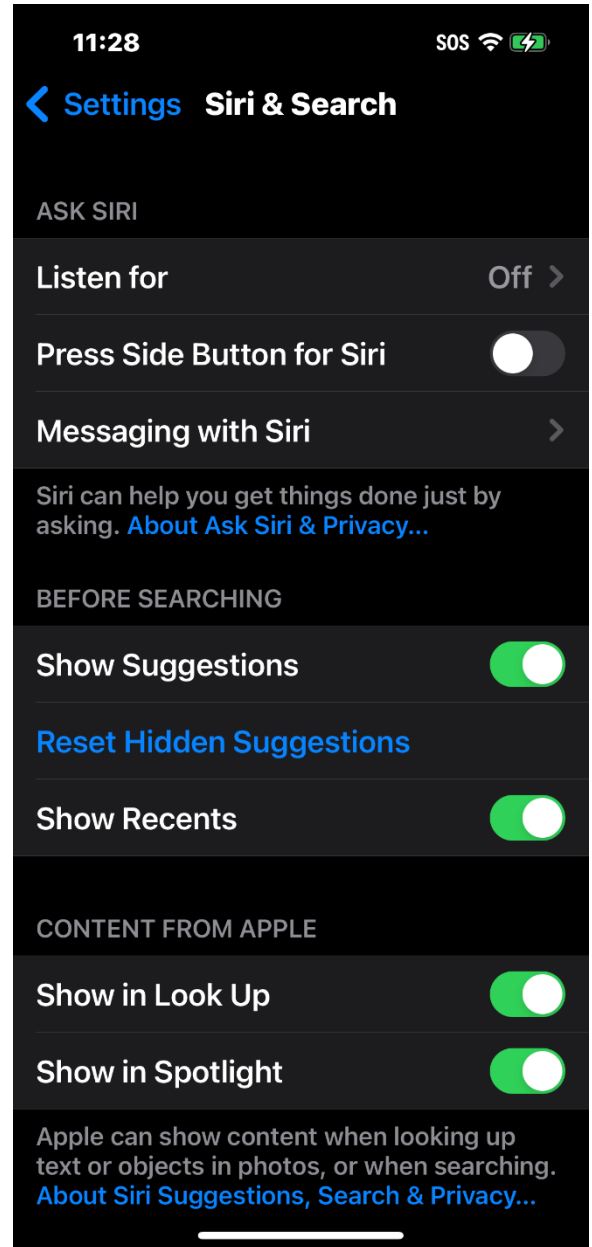 11:28 SOS
Settings Siri & Search
ASK SIRI
Listen for Off
Press Side Button for Siri
Messaging with Siri
Siri can help you get things done just by
asking. About Ask Siri & Privacy...
BEFORE SEARCHING
Show Suggestions
Reset Hidden Suggestions
Show Recents
CONTENT FROM APPLE
Show in Look Up
Show in Spotlight
Apple can show content when looking up
text or objects in photos, or when searching.
About Siri Suggestions, Search & Privacy...